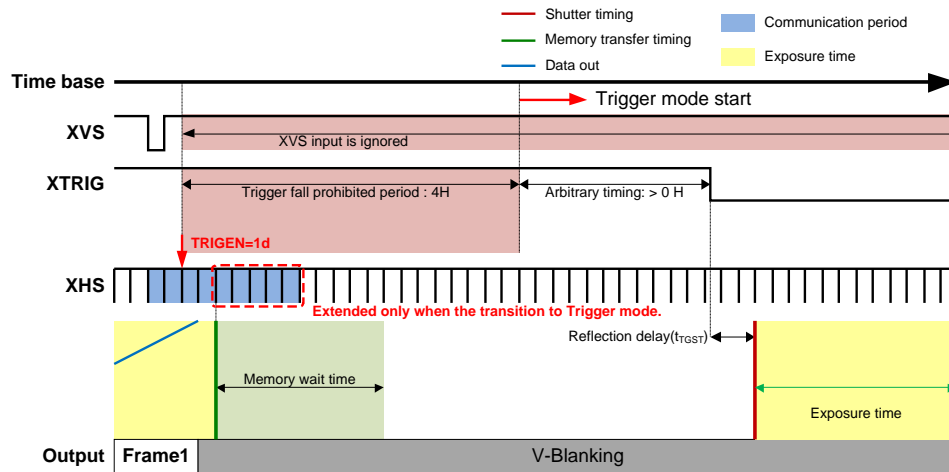 Shutter timing
Memory transfer timing
Data out
Communication period
Exposure time
Time base
Trigger mode start
XVS
XVS input is ignored
XTRIG
Trigger fall prohibited period : 4H
Arbitrary timing: > 0 H
TRIGEN=1d
XHS
Extended only when the transition to Trigger mode.
Reflection delay(tTGST)
Memory wait time
Exposure time
Output
Frame1
V-Blanking